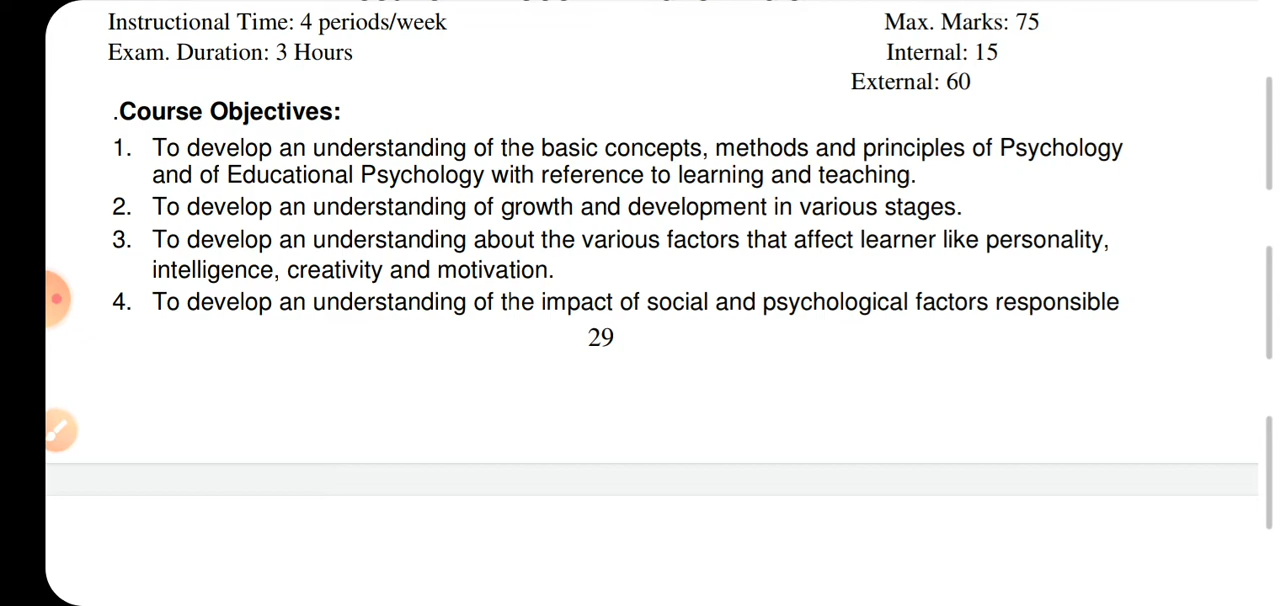 Instructional Time: 4 periods/week Max. Marks: 75
Exam. Duration: 3 Hours Internal: 15
External: 60
.Course Objectives:
1. To develop an understanding of the basic concepts, methods and principles of Psychology
and of Educational Psychology with reference to learning and teaching.
2. To develop an understanding of growth and development in various stages.
3. To develop an understanding about the various factors that affect learner like personality,
intelligence, creativity and motivation.
4. To develop an understanding of the impact of social and psychological factors responsible
29